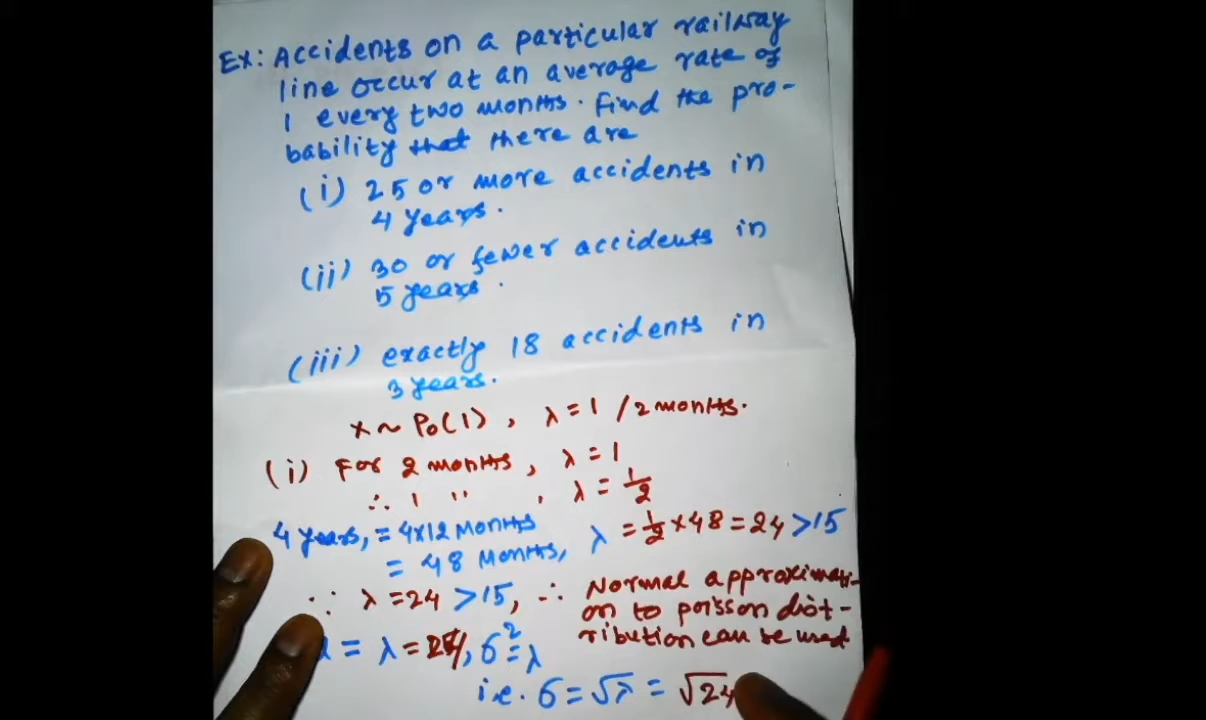 Ex: Accidents on a particular railway
line occur at an average rate of
1 every two months. Find the pro-
bability that there are
(i) 25 or more accidents in
4 years.
(ii) 30 or fewer accidents in
5 years.
(iii) exactly 18 accidents in
3 years.
x ~ Po(1), λ = 1 / 2 months.
(i) For 2 months, λ = 1
∴ 1 ", λ = 1/2
4 years, = 4x12 Months
= 48 Months, λ = 1/2 x 48 = 24 > 15
∵ λ = 24 > 15, ∴ Normal approximati-
on to poisson dist-
ribution can be used
= λ = 24, σ² = λ
i.e. σ = √λ = √24